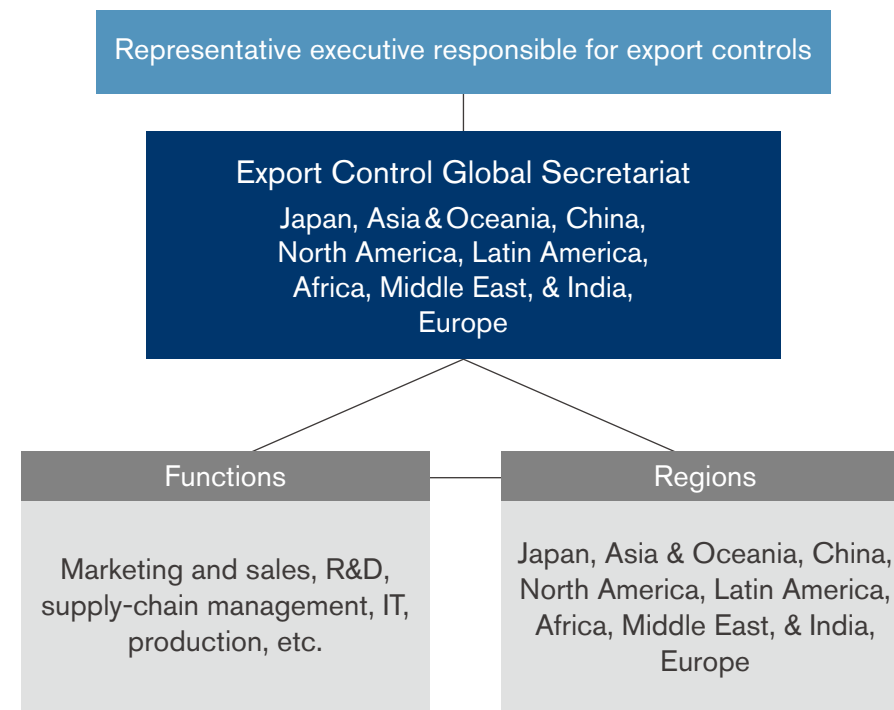 Representative executive responsible for export controls
Export Control Global Secretariat
Japan, Asia & Oceania, China,
North America, Latin America,
Africa, Middle East, & India,
Europe
Functions
Marketing and sales, R&D,
supply-chain management, IT,
production, etc.
Regions
Japan, Asia & Oceania, China,
North America, Latin America,
Africa, Middle East, & India,
Europe